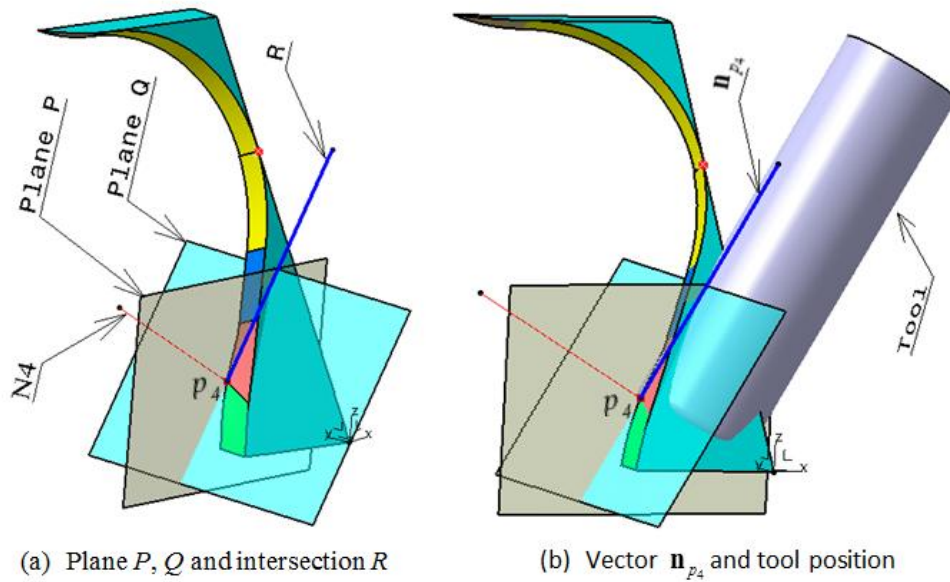 Plane P
Plane Q
R
N4
p4
z
y
x
(a) Plane P, Q and intersection R
n_p4
Tool
p4
z
L
y
x
(b) Vector n_p4 and tool position